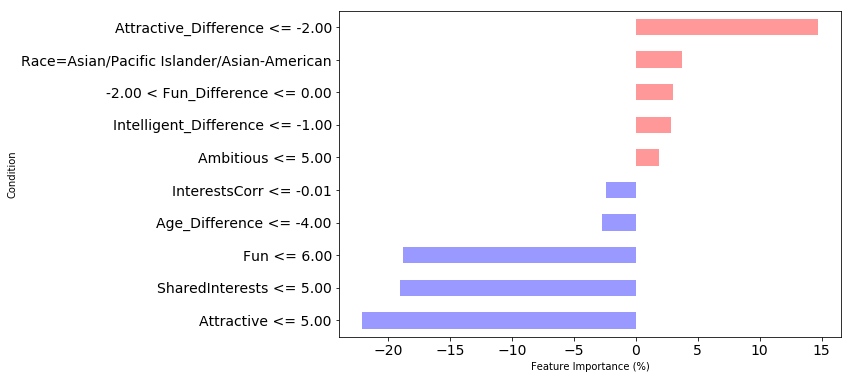 Attractive_Difference <= -2.00
Race=Asian/Pacific Islander/Asian-American
-2.00 < Fun_Difference <= 0.00
Intelligent_Difference <= -1.00
Ambitious <= 5.00
InterestsCorr <= -0.01
Age_Difference <= -4.00
Fun <= 6.00
SharedInterests <= 5.00
Attractive <= 5.00
Condition
−20 −15 −10 −5 0 5 10 15
Feature Importance (%)